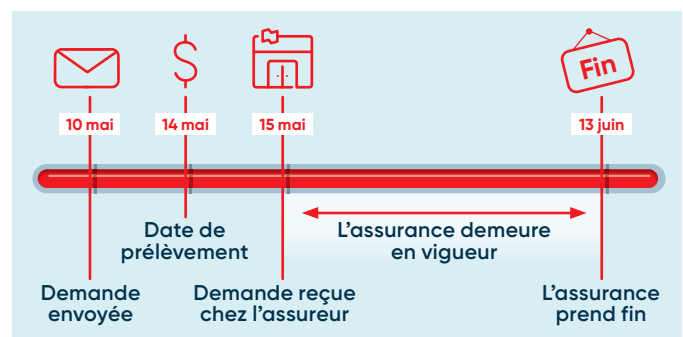 Fin
10 mai
14 mai
15 mai
13 juin
Date de
prélèvement
L'assurance demeure
en vigueur
Demande
envoyée
Demande reçue
chez l'assureur
L'assurance
prend fin